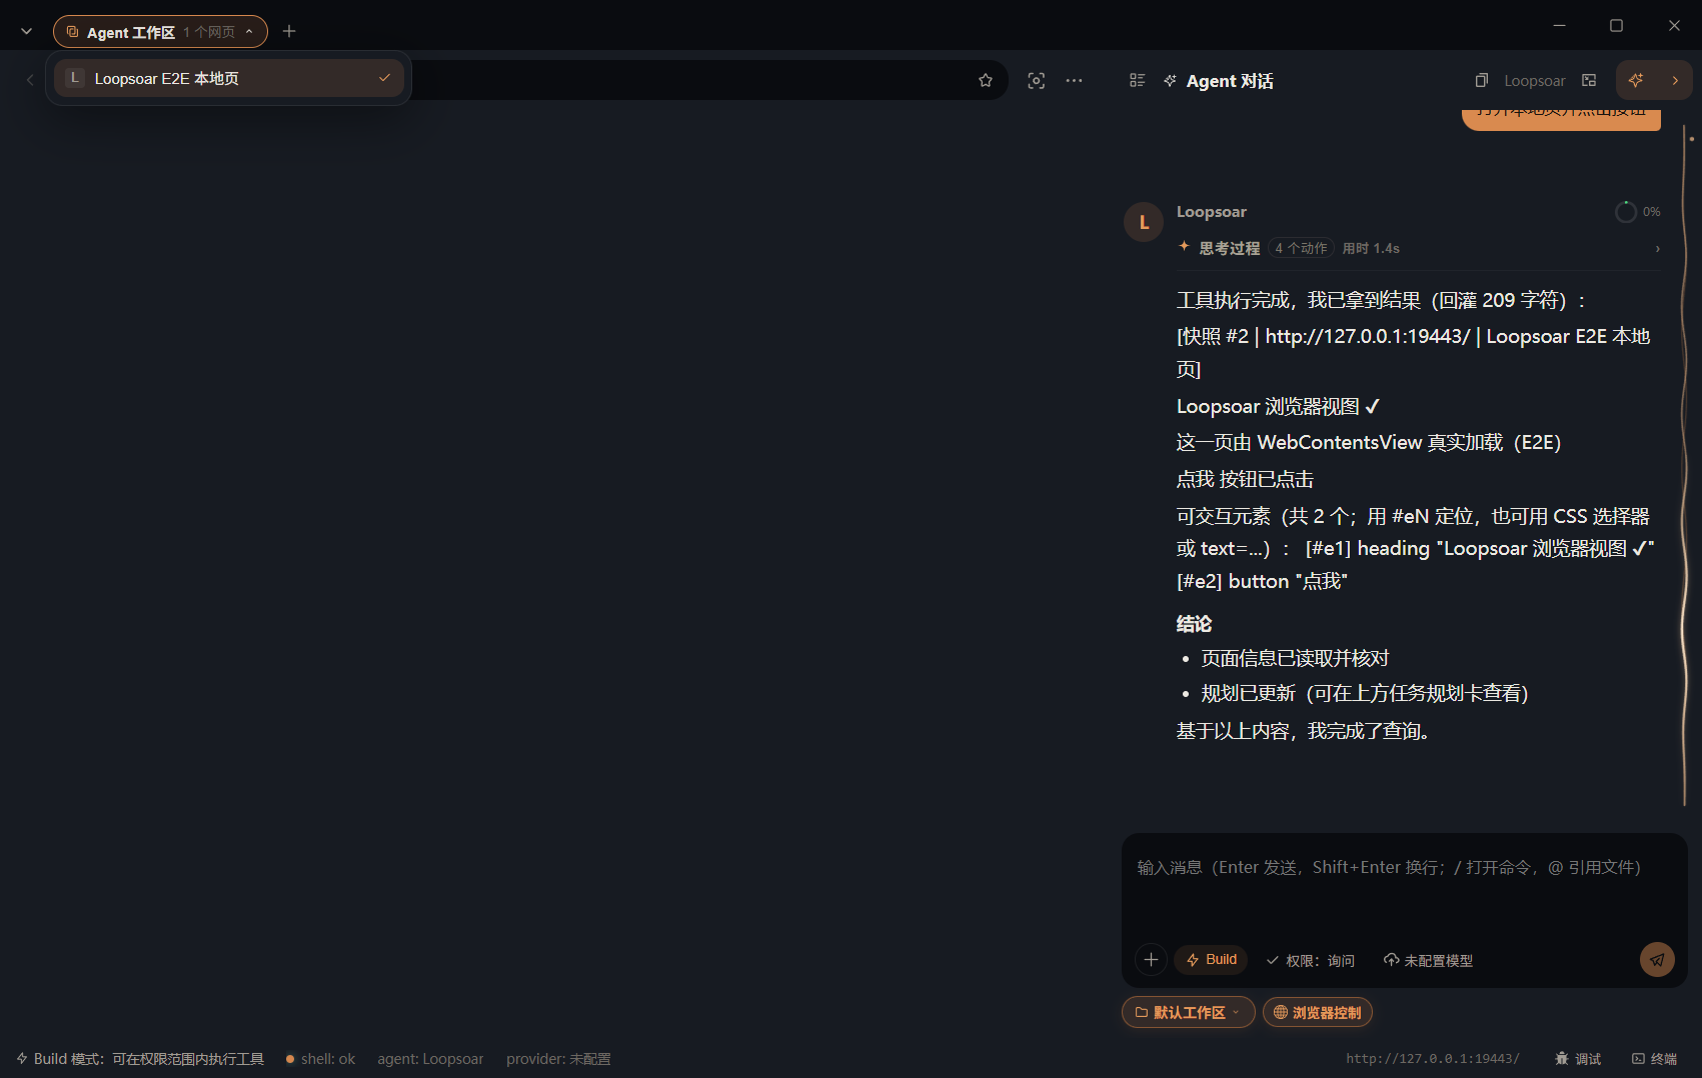 Agent 工作区 1 个网页
L Loopsoar E2E 本地页
Agent 对话
Loopsoar
打开本地页并点击按钮
L
Loopsoar
0%
思考过程 4 个动作 用时 1.4s
工具执行完成，我已拿到结果（回灌 209 字符）：
[快照 #2 | http://127.0.0.1:19443/ | Loopsoar E2E 本地
页]
Loopsoar 浏览器视图 ✓
这一页由 WebContentsView 真实加载（E2E）
点我 按钮已点击
可交互元素（共 2 个；用 #eN 定位，也可用 CSS 选择器
或 text=...）： [#e1] heading "Loopsoar 浏览器视图 ✓"
[#e2] button "点我"
结论
• 页面信息已读取并核对
• 规划已更新（可在上方任务规划卡查看）
基于以上内容，我完成了查询。
输入消息（Enter 发送，Shift+Enter 换行；/ 打开命令，@ 引用文件）
Build 权限：询问 未配置模型
默认工作区 浏览器控制
Build 模式：可在权限范围内执行工具 shell: ok agent: Loopsoar provider: 未配置 http://127.0.0.1:19443/ 调试 终端